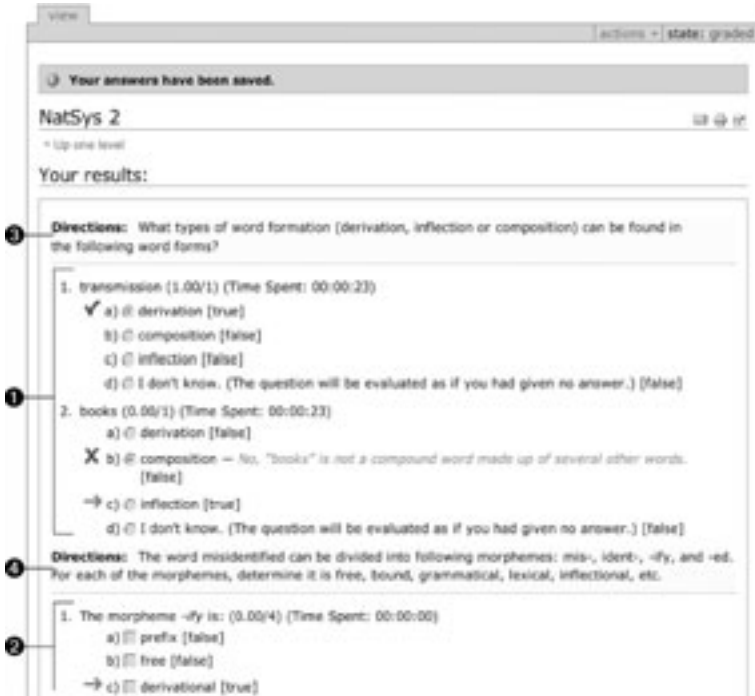 view
actions state: graded
Your answers have been saved.
NatSys 2
Up one level
Your results:
3
Directions: What types of word formation (derivation, inflection or composition) can be found in
the following word forms?
1. transmission (1.00/1) (Time Spent: 00:00:23)
a) derivation [true]
b) composition [false]
c) inflection [false]
d) I don't know. (The question will be evaluated as if you had given no answer.) [false]
1
2. books (0.00/1) (Time Spent: 00:00:23)
a) derivation [false]
b) composition — No, "books" is not a compound word made up of several other words.
[false]
c) inflection [true]
d) I don't know. (The question will be evaluated as if you had given no answer.) [false]
Directions: The word misidentified can be divided into following morphemes: mis-, ident-, -ify, and -ed.
4
For each of the morphemes, determine it is free, bound, grammatical, lexical, inflectional, etc.
1. The morpheme -ify is: (0.00/4) (Time Spent: 00:00:00)
a) prefix [false]
2
b) free [false]
c) derivational [true]